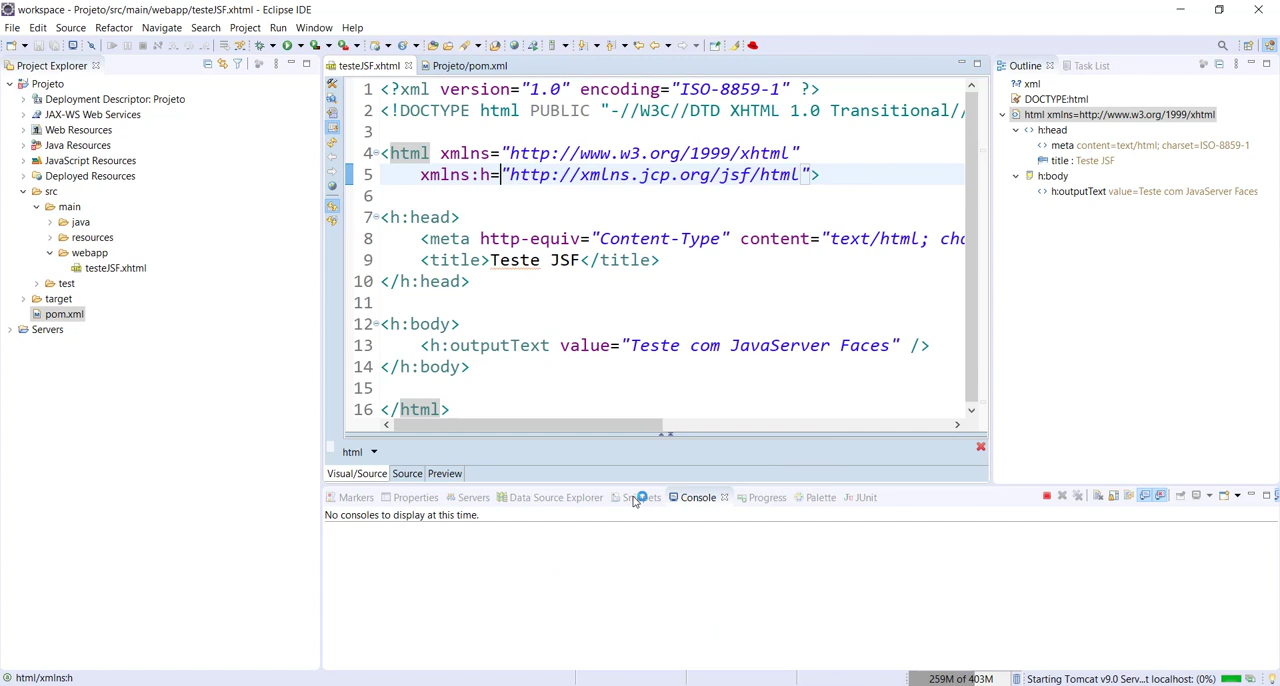 workspace - Projeto/src/main/webapp/testeJSF.xhtml - Eclipse IDE
File Edit Source Refactor Navigate Search Project Run Window Help
Project Explorer
Projeto
Deployment Descriptor: Projeto
JAX-WS Web Services
Web Resources
Java Resources
JavaScript Resources
Deployed Resources
src
main
java
resources
webapp
testeJSF.xhtml
test
target
pom.xml
Servers
testeJSF.xhtml Projeto/pom.xml
1 <?xml version="1.0" encoding="ISO-8859-1" ?>
2 <!DOCTYPE html PUBLIC "-//W3C//DTD XHTML 1.0 Transitional//
3
4 <html xmlns="http://www.w3.org/1999/xhtml"
5 xmlns:h="http://xmlns.jcp.org/jsf/html">
6
7 <h:head>
8 <meta http-equiv="Content-Type" content="text/html; cha
9 <title>Teste JSF</title>
10 </h:head>
11
12 <h:body>
13 <h:outputText value="Teste com JavaServer Faces" />
14 </h:body>
15
16 </html>
html
Visual/Source Source Preview
Outline Task List
xml
DOCTYPE:html
html xmlns=http://www.w3.org/1999/xhtml
h:head
meta content=text/html; charset=ISO-8859-1
title : Teste JSF
h:body
h:outputText value=Teste com JavaServer Faces
Markers Properties Servers Data Source Explorer Console Progress Palette JUnit
No consoles to display at this time.
html/xmlns:h
259M of 403M
Starting Tomcat v9.0 Serv...t localhost: (0%)